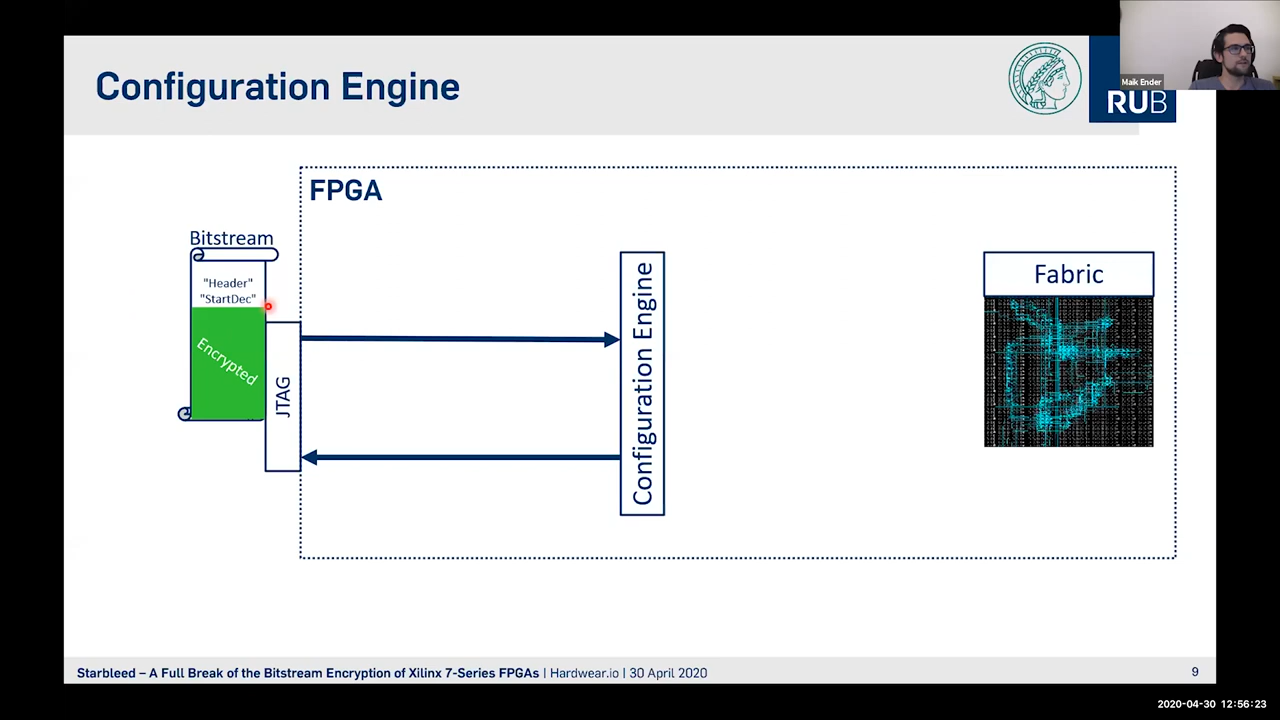 Configuration Engine
Maik Ender
RUB
FPGA
Bitstream
"Header"
"StartDec"
Encrypted
JTAG
Configuration Engine
Fabric
Starbleed – A Full Break of the Bitstream Encryption of Xilinx 7-Series FPGAs | Hardwear.io | 30 April 2020
9
2020-04-30 12:56:23